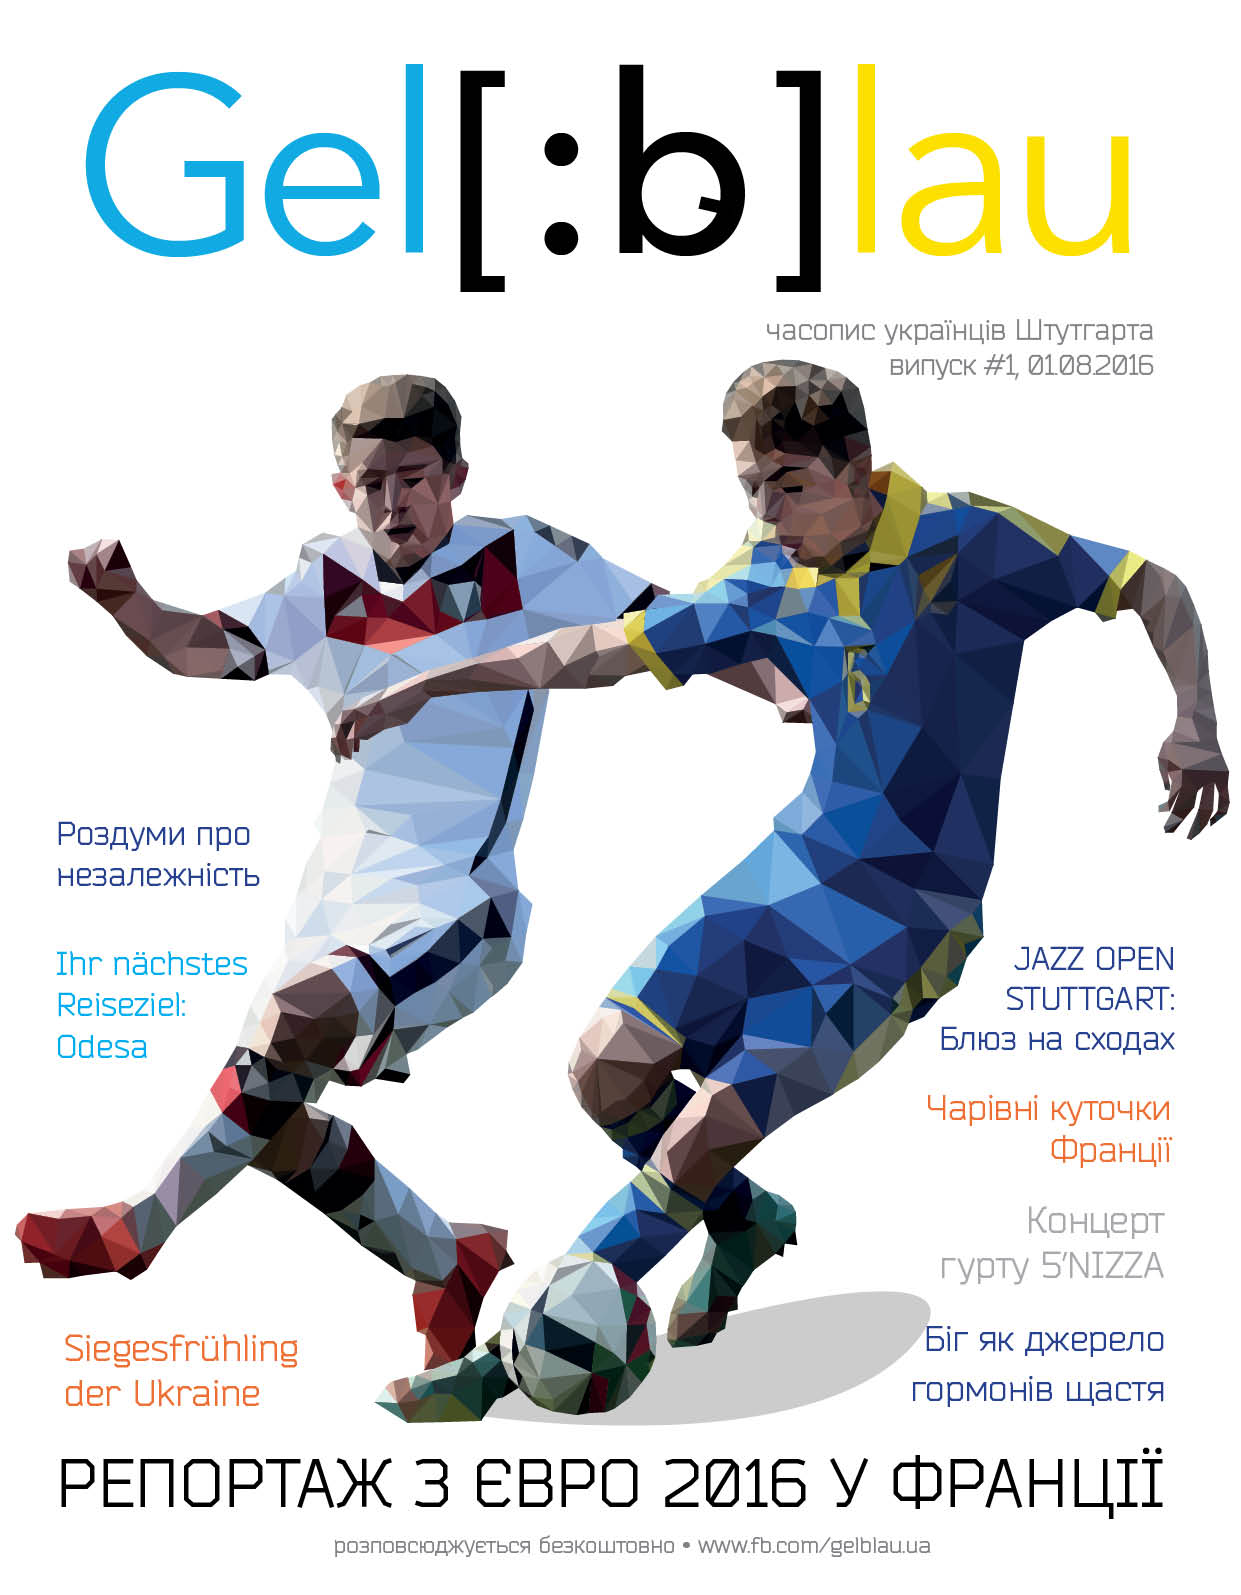 Gel[:b]lau
часопис українців Штутгарта
випуск #1, 01.08.2016
6
Роздуми про
незалежність
Ihr nächstes
Reiseziel:
Odesa
Siegesfrühling
der Ukraine
JAZZ OPEN
STUTTGART:
Блюз на сходах
Чарівні куточки
Франції
Концерт
гурту 5'NIZZA
Біг як джерело
гормонів щастя
РЕПОРТАЖ З ЄВРО 2016 У ФРАНЦІЇ
розповсюджується безкоштовно • www.fb.com/gelblau.ua